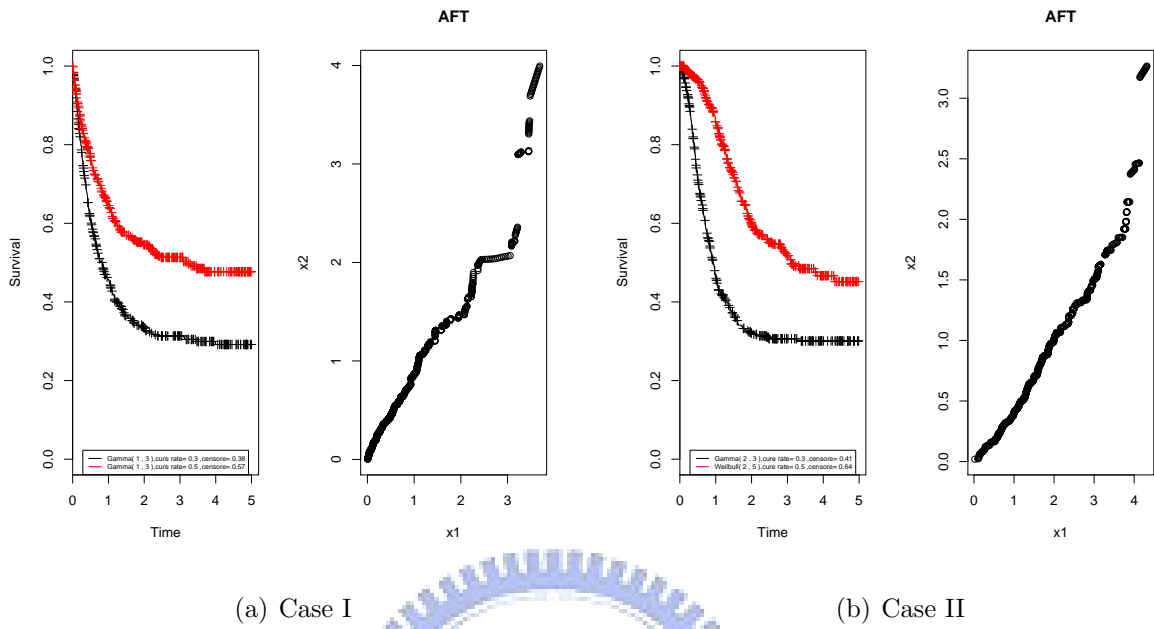 AFT
Survival
0.0
0.2
0.4
0.6
0.8
1.0
Gamma( 1 , 3 ),cure rate= 0.3 ,censore= 0.38
Gamma( 1 , 3 ),cure rate= 0.5 ,censore= 0.57
0 1 2 3 4 5
Time
x2
0
1
2
3
4
0 1 2 3
x1
(a) Case I
AFT
Survival
0.0
0.2
0.4
0.6
0.8
1.0
Gamma( 2 , 3 ),cure rate= 0.3 ,censore= 0.41
Weilbull( 2 , 5 ),cure rate= 0.5 ,censore= 0.64
0 1 2 3 4 5
Time
x2
0.0
0.5
1.0
1.5
2.0
2.5
3.0
0 1 2 3 4
x1
(b) Case II